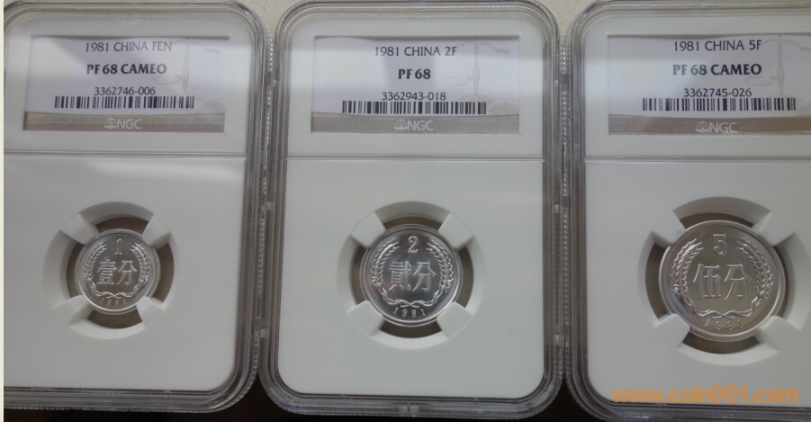 1981 CHINA FEN
PF 68 CAMEO
3362746-006
NGC
1
壹分
1981 CHINA 2F
PF 68
3362943-018
NGC
2
貳分
1981
1981 CHINA 5F
PF 68 CAMEO
3362745-026
NGC
5
伍分
www.coin001.com